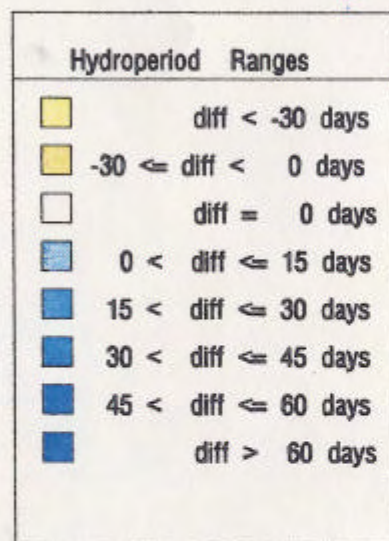 Hydroperiod Ranges
diff < -30 days
-30 <= diff < 0 days
diff = 0 days
0 < diff <= 15 days
15 < diff <= 30 days
30 < diff <= 45 days
45 < diff <= 60 days
diff > 60 days